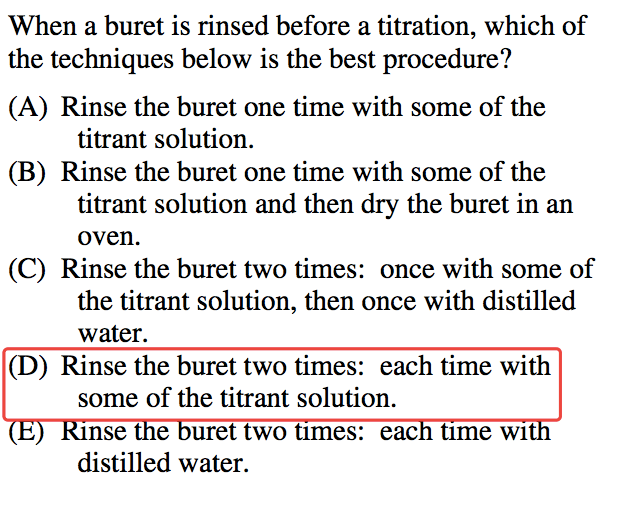 When a buret is rinsed before a titration, which of
the techniques below is the best procedure?
(A) Rinse the buret one time with some of the
titrant solution.
(B) Rinse the buret one time with some of the
titrant solution and then dry the buret in an
oven.
(C) Rinse the buret two times: once with some of
the titrant solution, then once with distilled
water.
(D) Rinse the buret two times: each time with
some of the titrant solution.
(E) Rinse the buret two times: each time with
distilled water.